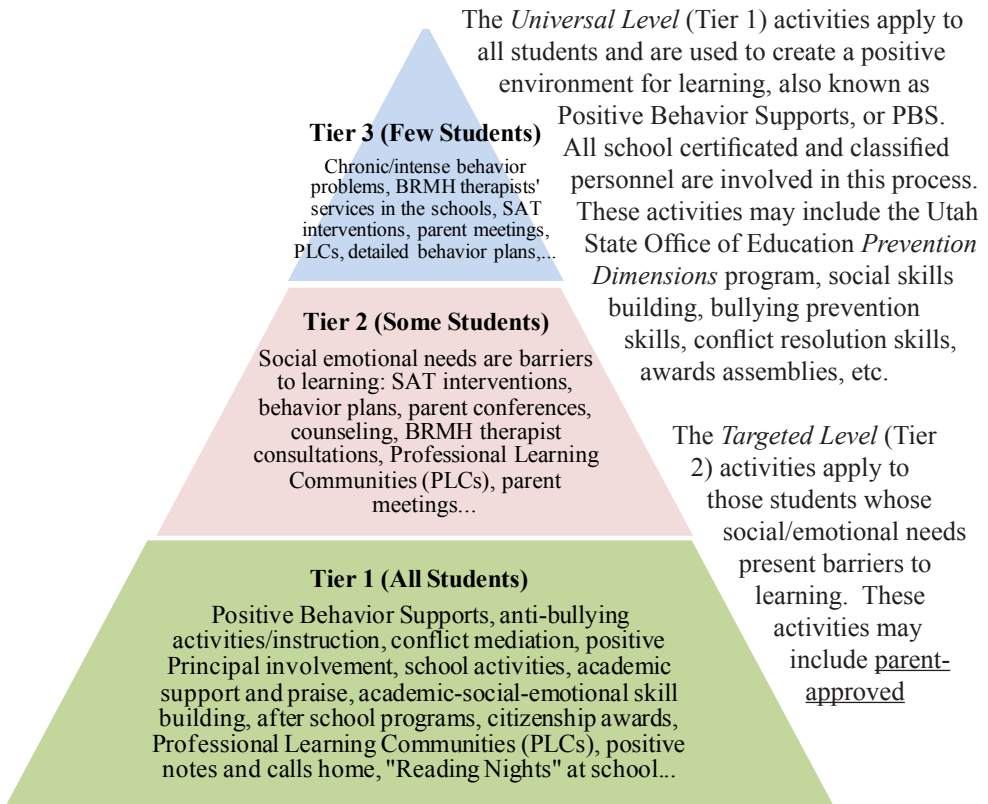 The Universal Level (Tier 1) activities apply to
all students and are used to create a positive
environment for learning, also known as
Positive Behavior Supports, or PBS.
All school certificated and classified
personnel are involved in this process.
These activities may include the Utah
State Office of Education Prevention
Dimensions program, social skills
building, bullying prevention
skills, conflict resolution skills,
awards assemblies, etc.
The Targeted Level (Tier
2) activities apply to
those students whose
social/emotional needs
present barriers to
learning.  These
activities may
include parent-
approved
Tier 3 (Few Students)
Chronic/intense behavior
problems, BRMH therapists'
services in the schools, SAT
interventions, parent meetings,
PLCs, detailed behavior plans,...
Tier 2 (Some Students)
Social emotional needs are barriers
to learning: SAT interventions,
behavior plans, parent conferences,
counseling, BRMH therapist
consultations, Professional Learning
Communities (PLCs), parent
meetings...
Tier 1 (All Students)
Positive Behavior Supports, anti-bullying
activities/instruction, conflict mediation, positive
Principal involvement, school activities, academic
support and praise, academic-social-emotional skill
building, after school programs, citizenship awards,
Professional Learning Communities (PLCs), positive
notes and calls home, "Reading Nights" at school...